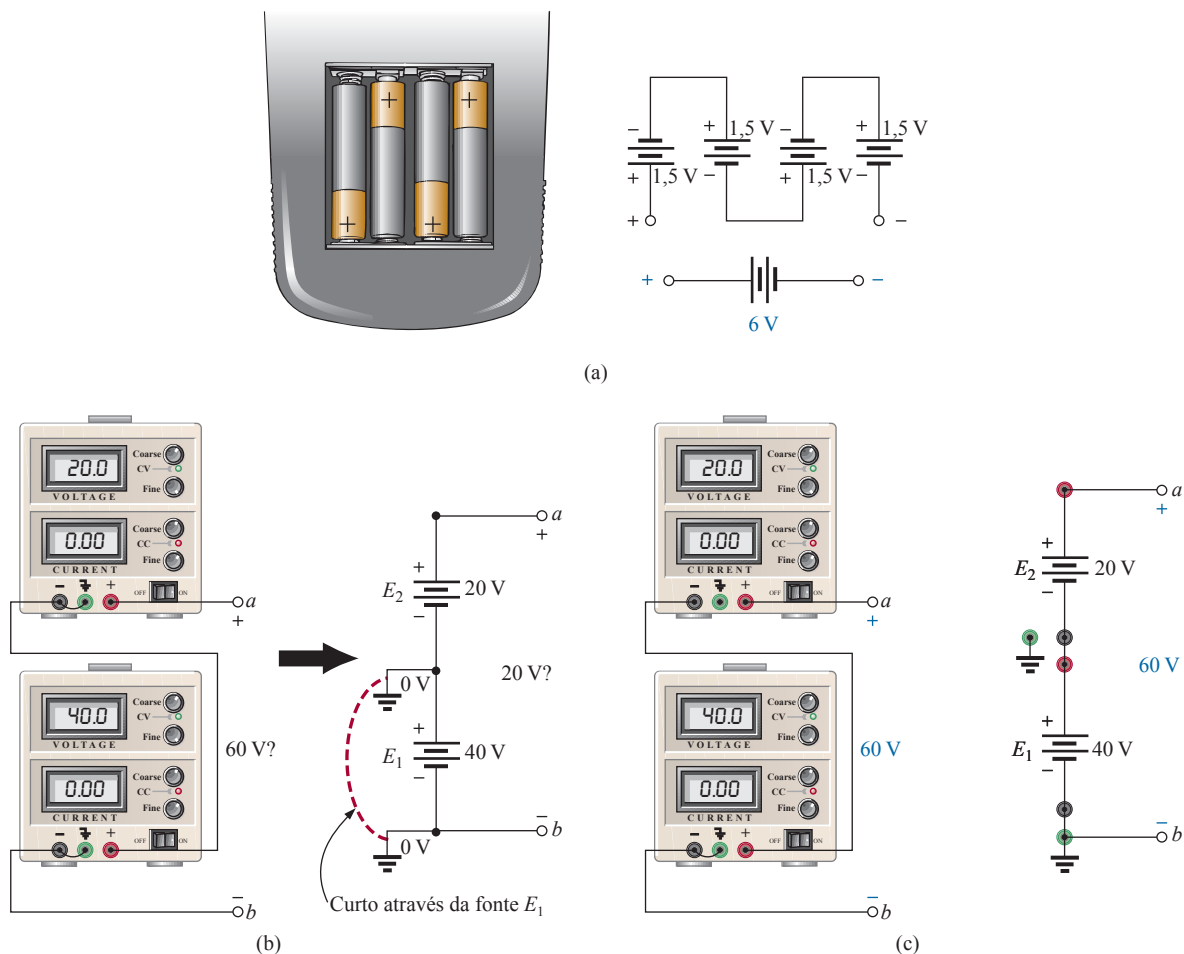 + + + +
- + 1,5 V - + 1,5 V
+ 1,5 V - + 1,5 V -
+ -
+ -
6 V
(a)
20.0
VOLTAGE
Coarse
CV
Fine
0.00
CURRENT
Coarse
CC
Fine
- + OFF ON
a
+
40.0
VOLTAGE
Coarse
CV
Fine
0.00
CURRENT
Coarse
CC
Fine
- + OFF ON
60 V?
-
b
a
+
+
E2 20 V
-
0 V
20 V?
+
E1 40 V
-
0 V
-
b
Curto através da fonte E1
(b)
20.0
VOLTAGE
Coarse
CV
Fine
0.00
CURRENT
Coarse
CC
Fine
- + OFF ON
a
+
40.0
VOLTAGE
Coarse
CV
Fine
0.00
CURRENT
Coarse
CC
Fine
- + OFF ON
60 V
-
b
a
+
+
E2 20 V
-
60 V
+
E1 40 V
-
-
b
(c)